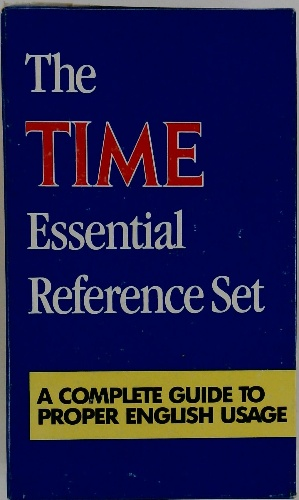 The
TIME
Essential
Reference Set
A COMPLETE GUIDE TO
PROPER ENGLISH USAGE